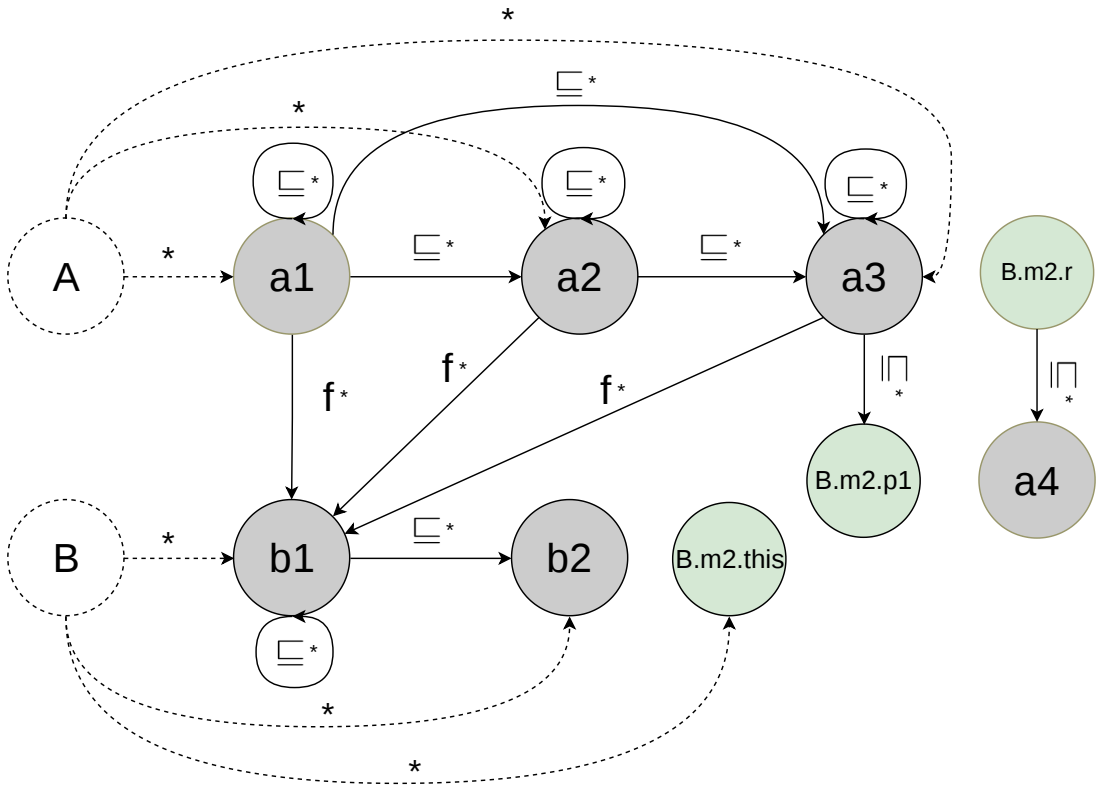 *
⊑ *
*
⊑ *
⊑ *
⊑ *
A
*
a1
⊑ *
a2
⊑ *
a3
B.m2.r
f *
f *
f *
⊑ *
⊑ *
B.m2.p1
a4
B
*
b1
⊑ *
b2
B.m2.this
⊑ *
*
*